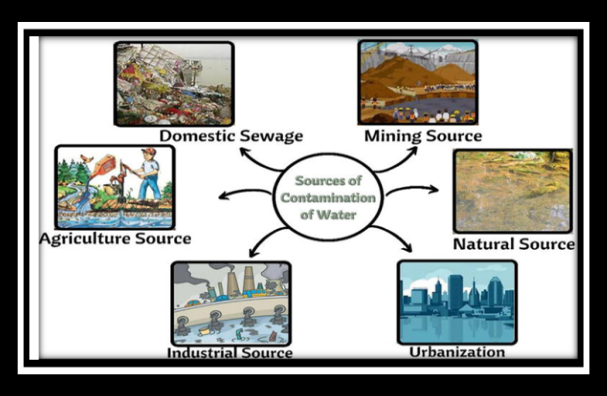 Domestic Sewage
Mining Source
Sources of
Contamination
of Water
Agriculture Source
Natural Source
Industrial Source
Urbanization